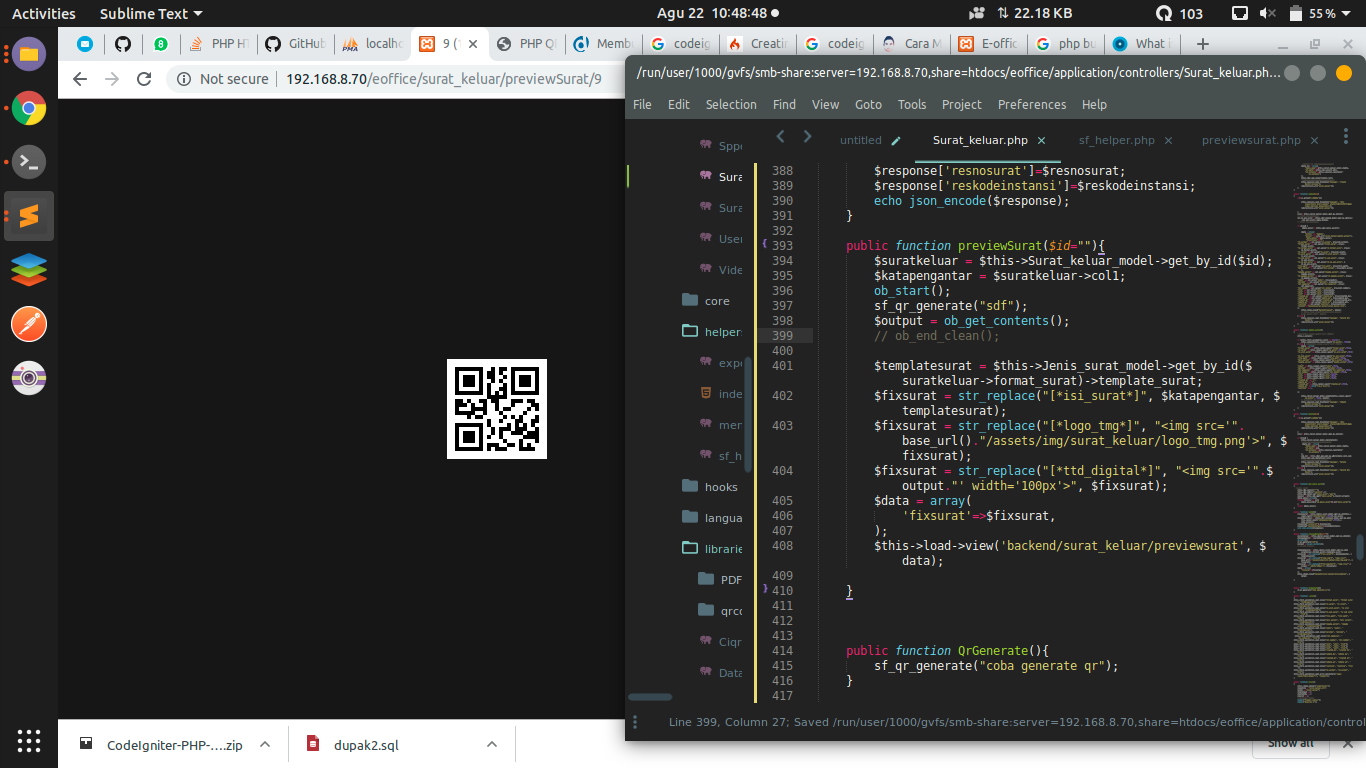 Activities
Sublime Text
Agu 22 10:48:48
22.18 KB
103
55 %
PHP H
GitHub
localho
9 (
PHP QF
Membu
codeig
Creatin
codeig
Cara M
E-offic
php bu
What i
Not secure
192.168.8.70/eoffice/surat_keluar/previewSurat/9
/run/user/1000/gvfs/smb-share:server=192.168.8.70,share=htdocs/eoffice/application/controllers/Surat_keluar.ph...
File Edit Selection Find View Goto Tools Project Preferences Help
untitled
Surat_keluar.php
sf_helper.php
previewsurat.php
Sppd
Sura
Sura
User
Vide
core
helper
expo
inde
men
sf_h
hooks
langua
librarie
PDF
qrco
Ciqr
Data
388 $response['resnosurat']=$resnosurat;
389 $response['reskodeinstansi']=$reskodeinstansi;
390 echo json_encode($response);
391 }
392
393 public function previewSurat($id=""){
394 $suratkeluar = $this->Surat_keluar_model->get_by_id($id);
395 $katapengantar = $suratkeluar->col1;
396 ob_start();
397 sf_qr_generate("sdf");
398 $output = ob_get_contents();
399 // ob_end_clean();
400
401 $templatesurat = $this->Jenis_surat_model->get_by_id($
suratkeluar->format_surat)->template_surat;
402 $fixsurat = str_replace("[*isi_surat*]", $katapengantar, $
templatesurat);
403 $fixsurat = str_replace("[*logo_tmg*]", "<img src='".
base_url()."/assets/img/surat_keluar/logo_tmg.png'>", $
fixsurat);
404 $fixsurat = str_replace("[*ttd_digital*]", "<img src='".$
output."' width='100px'>", $fixsurat);
405 $data = array(
406 'fixsurat'=>$fixsurat,
407 );
408 $this->load->view('backend/surat_keluar/previewsurat', $
data);
409
410 }
411
412
413
414 public function QrGenerate(){
415 sf_qr_generate("coba generate qr");
416 }
417
Line 399, Column 27; Saved /run/user/1000/gvfs/smb-share:server=192.168.8.70,share=htdocs/eoffice/application/control
CodeIgniter-PHP-....zip
dupak2.sql
Show all